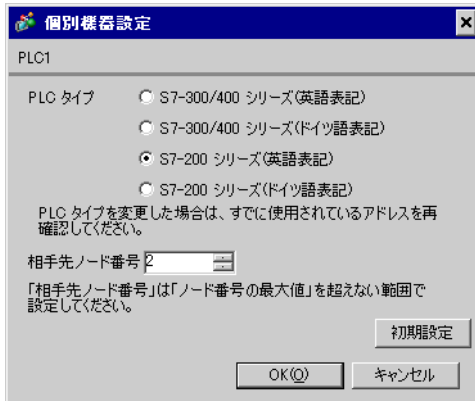 個別機器設定
PLC1
PLC タイプ
S7-300/400 シリーズ(英語表記)
S7-300/400 シリーズ(ドイツ語表記)
S7-200 シリーズ(英語表記)
S7-200 シリーズ(ドイツ語表記)
PLC タイプを変更した場合は、すでに使用されているアドレスを再
確認してください。
相手先ノード番号 2
「相手先ノード番号」は「ノード番号の最大値」を超えない範囲で
設定してください。
初期設定
OK(O) キャンセル